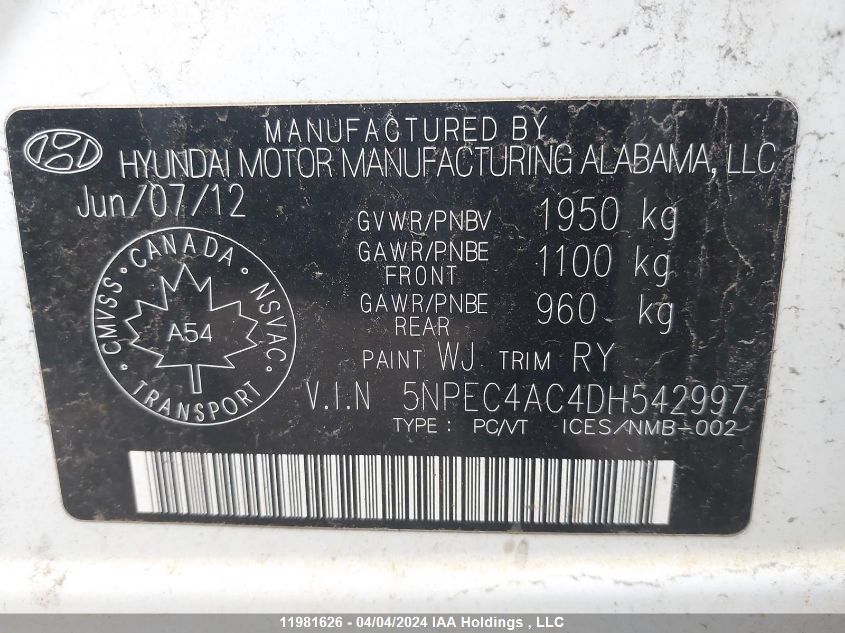 MANUFACTURED BY
HYUNDAI MOTOR MANUFACTURING ALABAMA, LLC
Jun/07/12
GVWR/PNBV 1950 kg
GAWR/PNBE FRONT 1100 kg
GAWR/PNBE REAR 960 kg
CMVSS • CANADA • NSVAC • TRANSPORT •
A54
PAINT WJ TRIM RY
V.I.N 5NPEC4AC4DH542997
TYPE : PC/VT ICES/NMB-002
11981626 - 04/04/2024 IAA Holdings , LLC